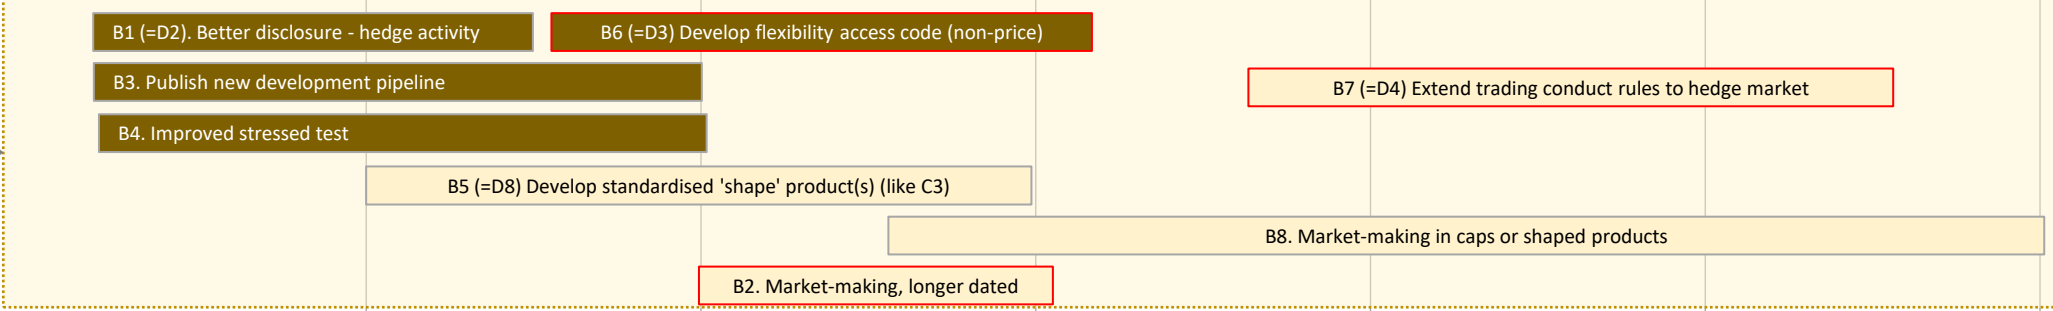 B1 (=D2). Better disclosure - hedge activity
B6 (=D3) Develop flexibility access code (non-price)
B3. Publish new development pipeline
B7 (=D4) Extend trading conduct rules to hedge market
B4. Improved stressed test
B5 (=D8) Develop standardised 'shape' product(s) (like C3)
B8. Market-making in caps or shaped products
B2. Market-making, longer dated